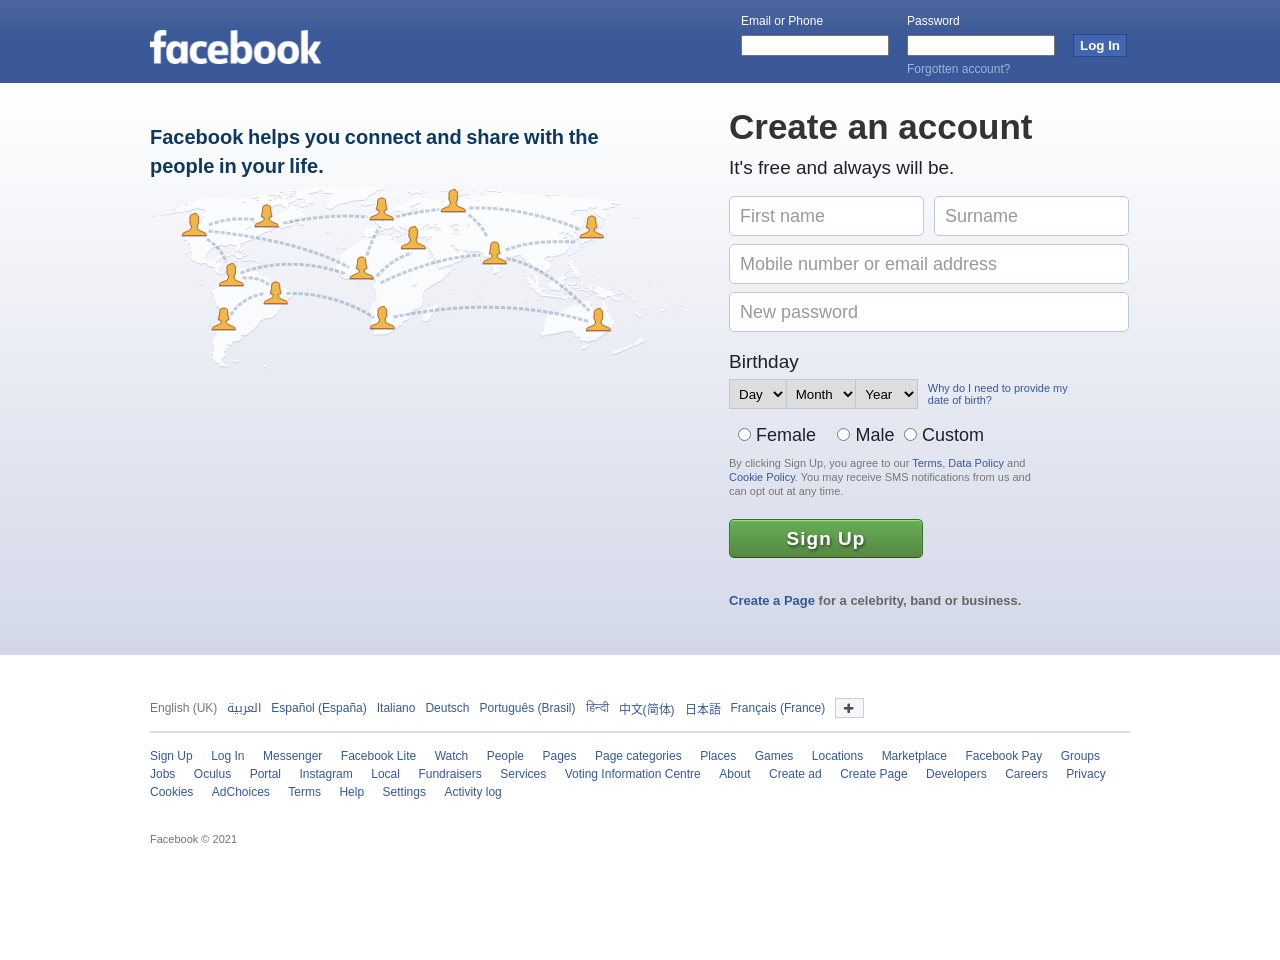 Email or Phone Password
facebook
Log In
Forgotten account?
Facebook helps you connect and share with the
people in your life.
Create an account
It's free and always will be.
First name Surname
Mobile number or email address
New password
Birthday
Day Month Year
Why do I need to provide my
date of birth?
Female Male Custom
By clicking Sign Up, you agree to our Terms, Data Policy and
Cookie Policy. You may receive SMS notifications from us and
can opt out at any time.
Sign Up
Create a Page for a celebrity, band or business.
English (UK) العربية Español (España) Italiano Deutsch Português (Brasil) हिन्दी 中文(简体) 日本語 Français (France)
Sign Up Log In Messenger Facebook Lite Watch People Pages Page categories Places Games Locations Marketplace Facebook Pay Groups
Jobs Oculus Portal Instagram Local Fundraisers Services Voting Information Centre About Create ad Create Page Developers Careers Privacy
Cookies AdChoices Terms Help Settings Activity log
Facebook © 2021